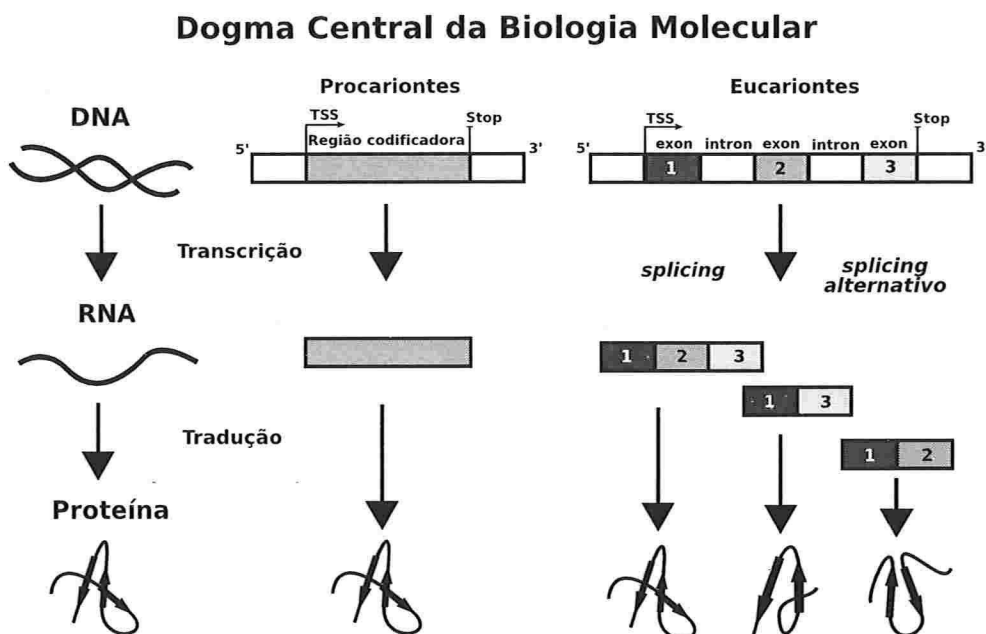 Dogma Central da Biologia Molecular
Procariontes
Eucariontes
DNA
TSS
Stop
Região codificadora
5'
3'
TSS
Stop
exon intron exon intron exon
5'
1 2 3
3
Transcrição
splicing
splicing
alternativo
RNA
1 2 3
1 3
Tradução
1 2
Proteína